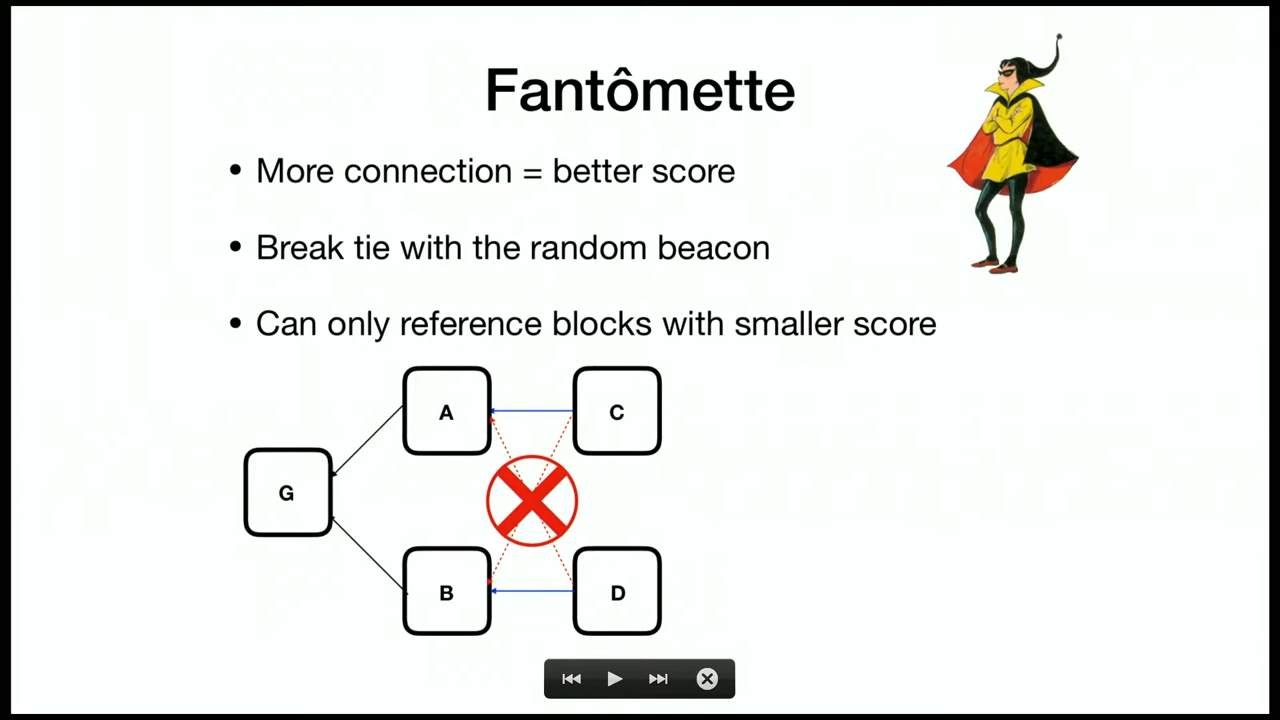 Fantômette
• More connection = better score
• Break tie with the random beacon
• Can only reference blocks with smaller score
A
C
G
B
D